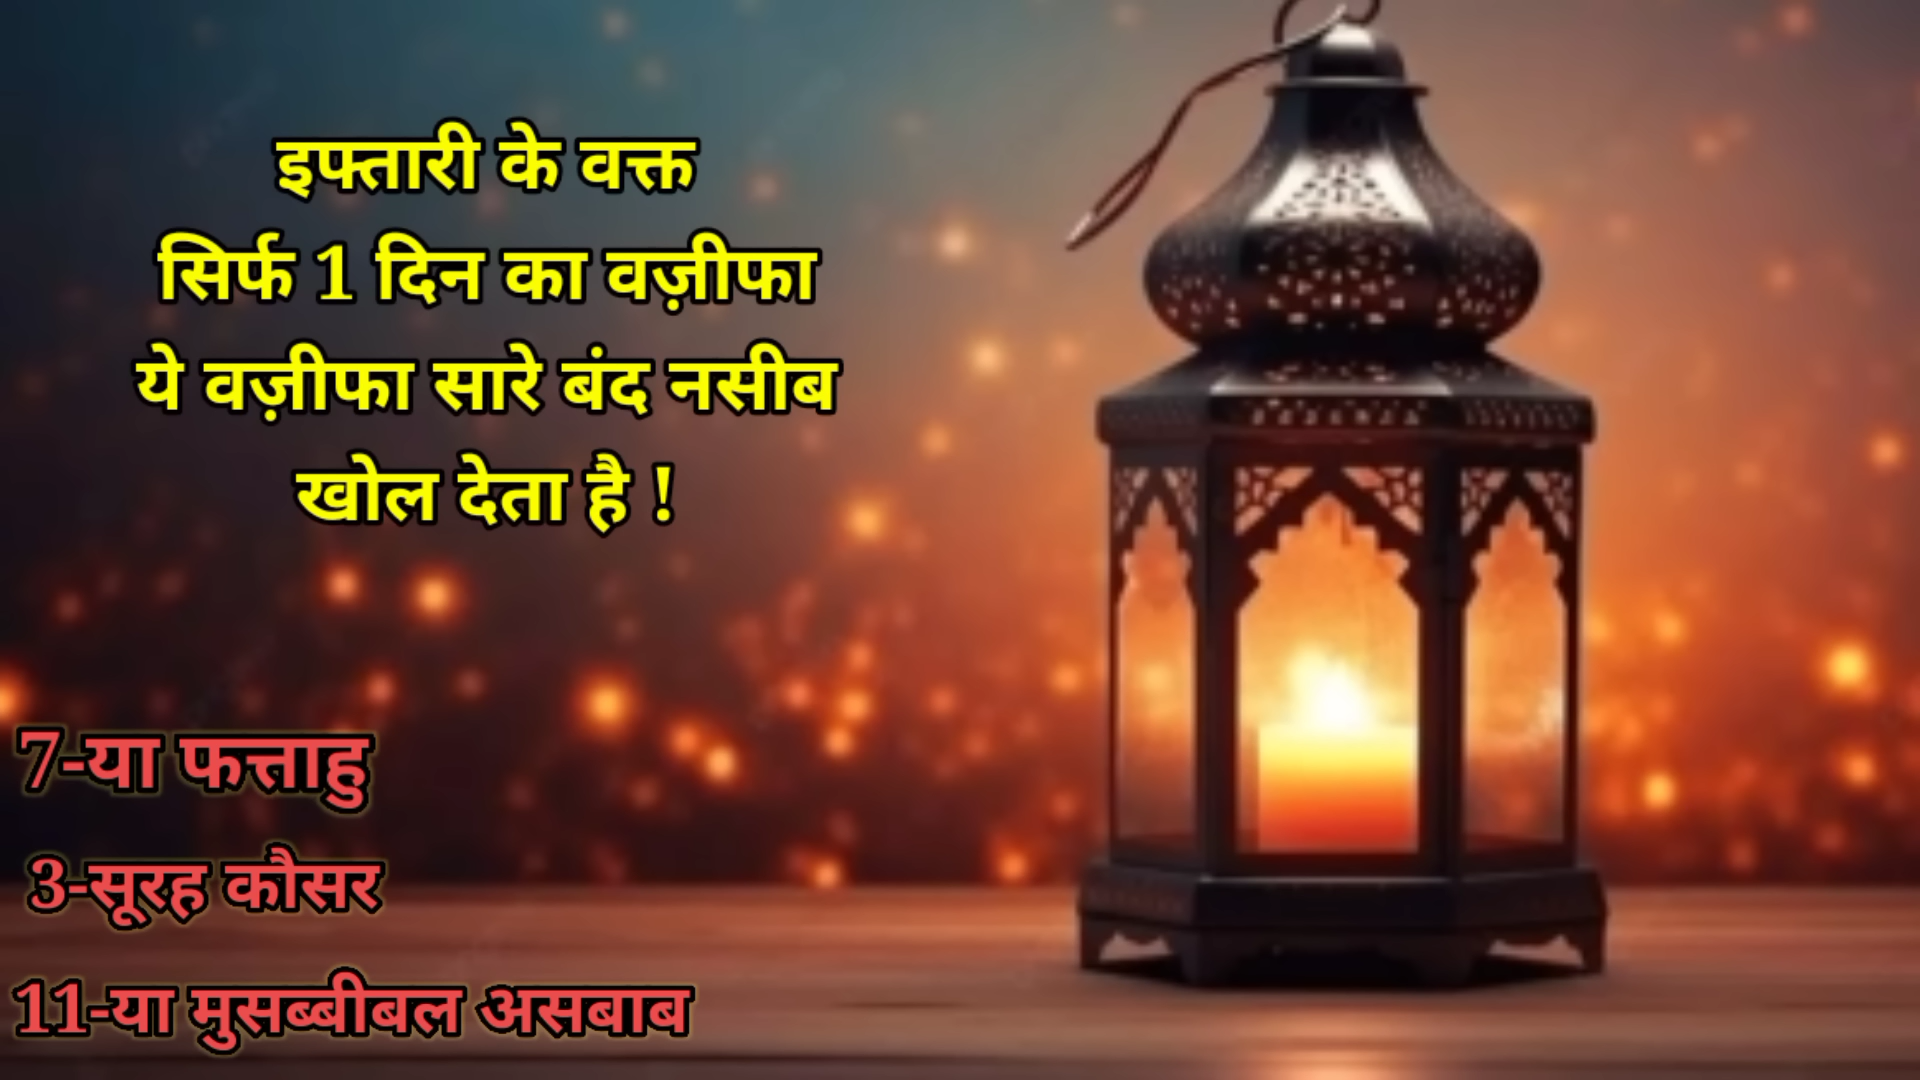 इफ्तारी के वक्त
सिर्फ 1 दिन का वज़ीफा
ये वज़ीफा सारे बंद नसीब
खोल देता है !
7-या फत्ताहु
3-सूरह कौसर
11-या मुसब्बीबल असबाब